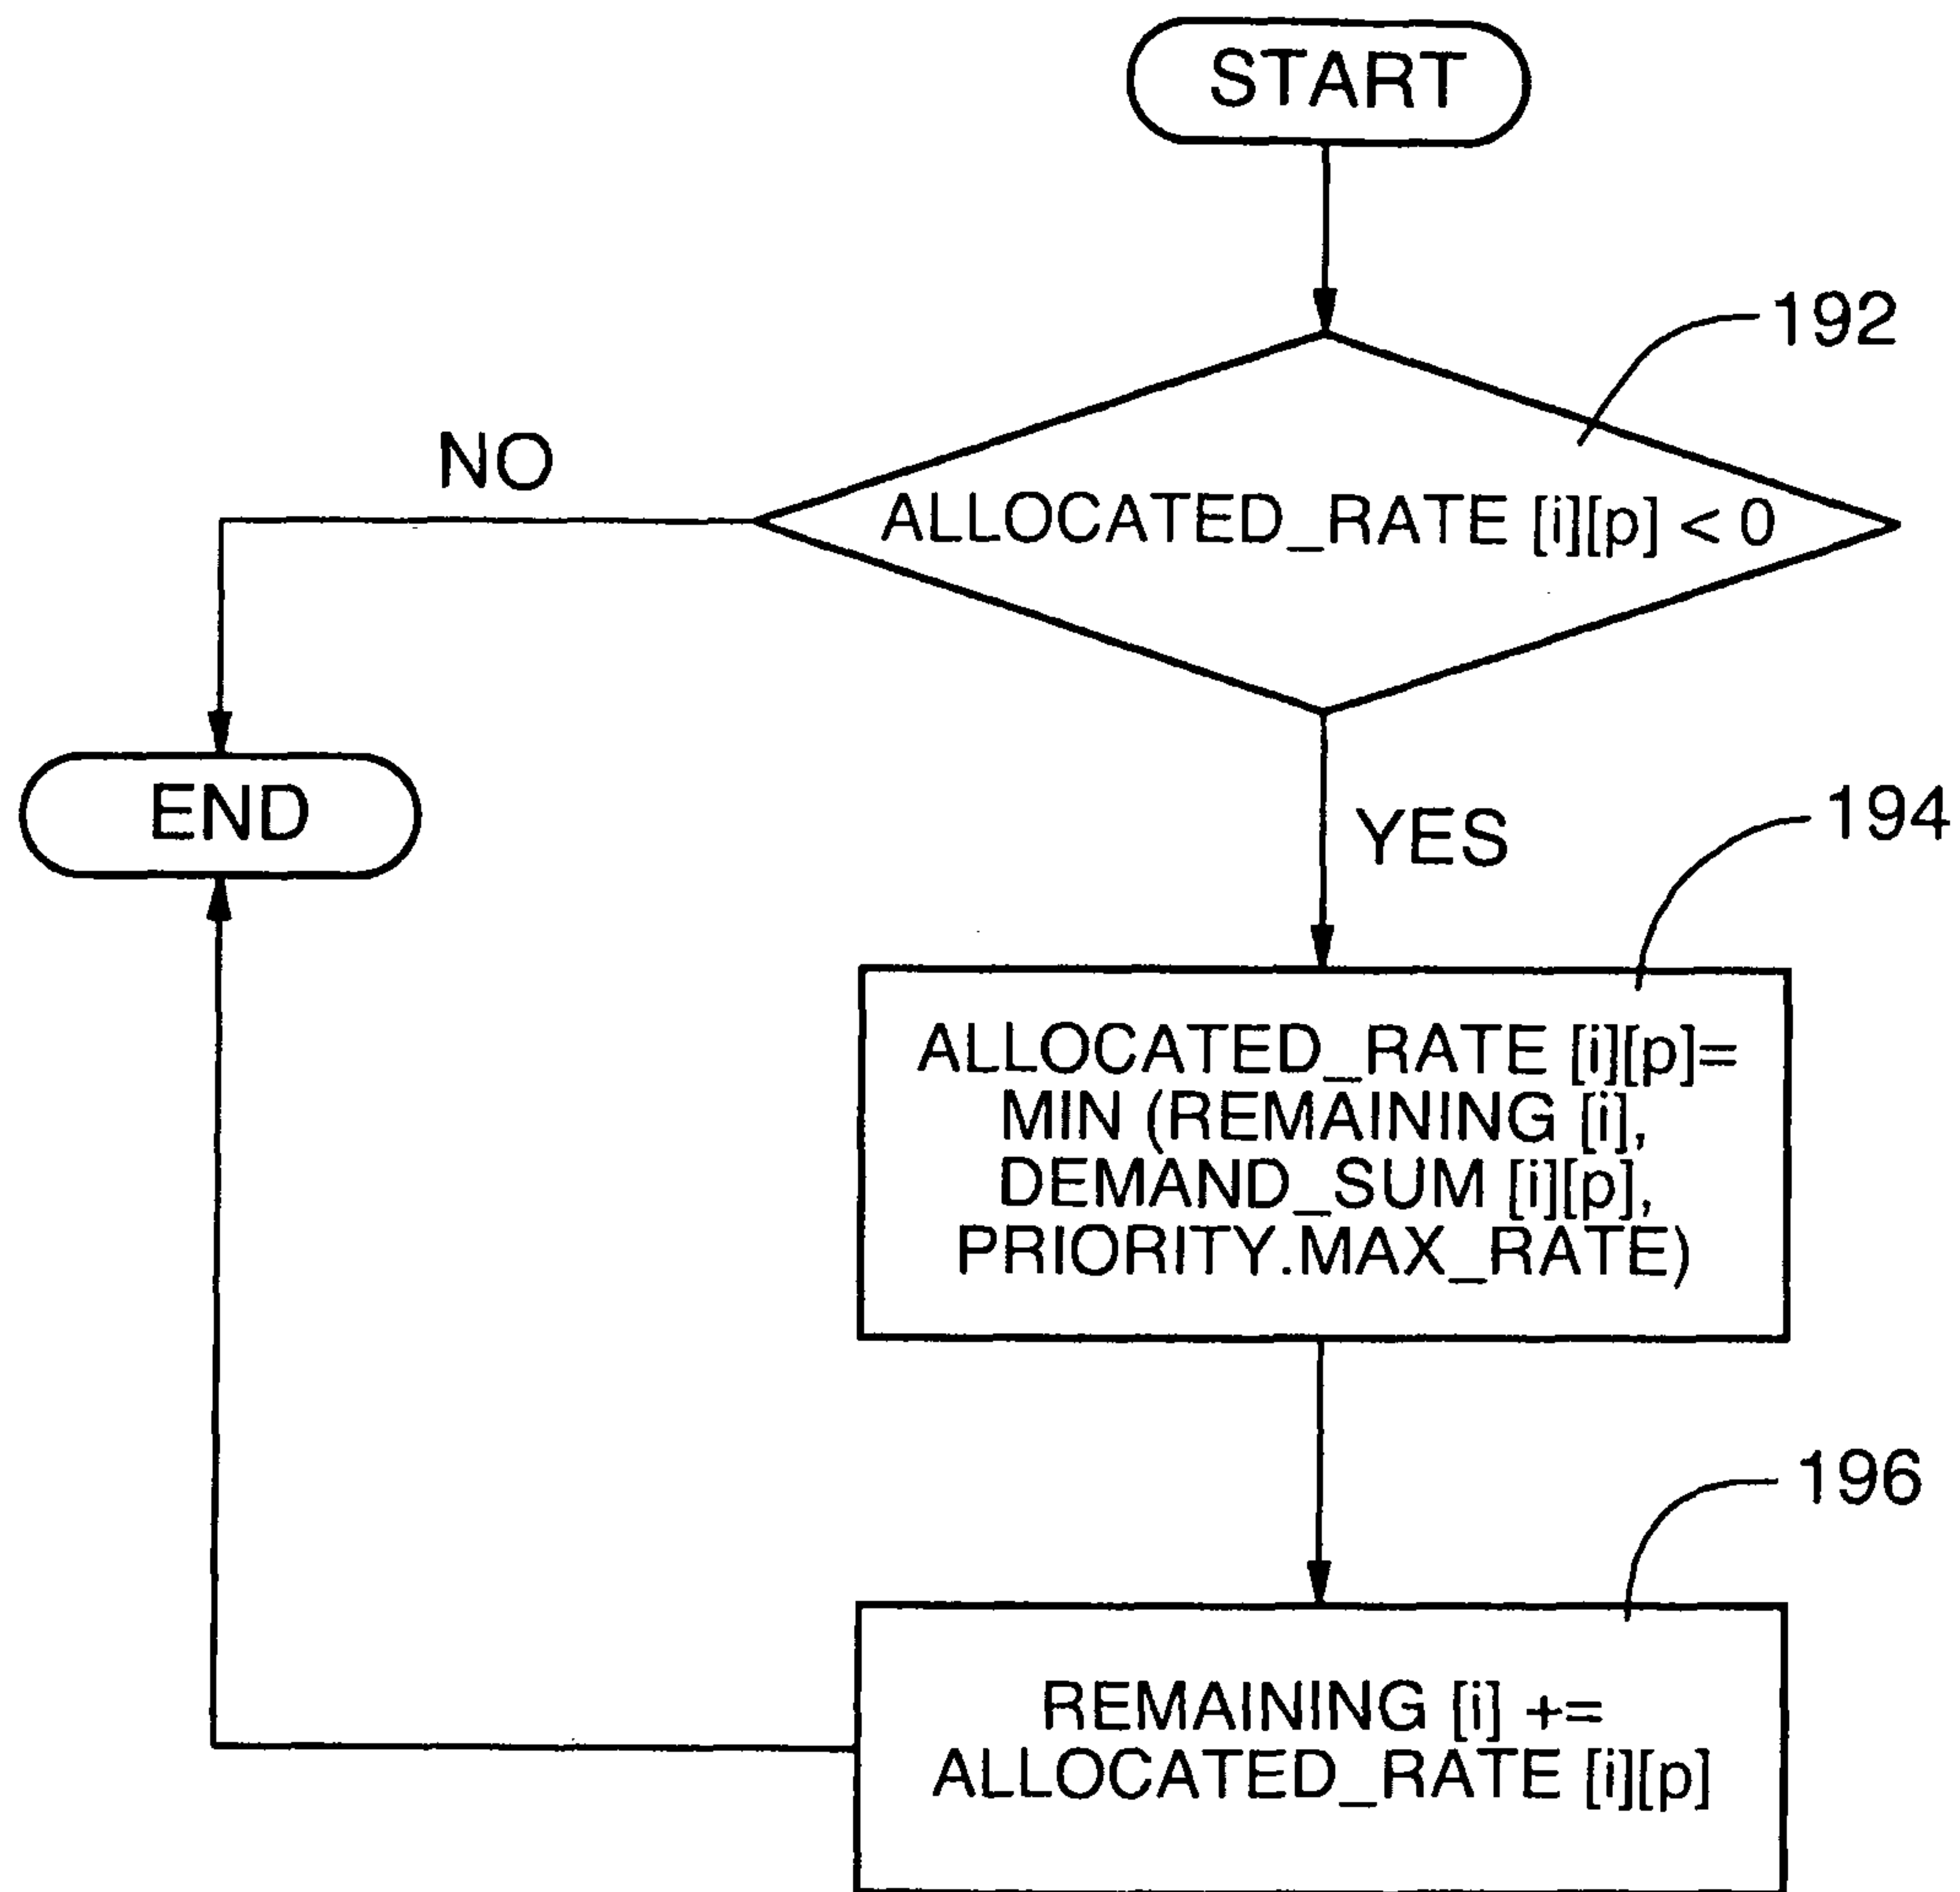 START
192
NO
ALLOCATED_RATE [i][p] < 0
END
YES
194
ALLOCATED_RATE [i][p]=
MIN (REMAINING [i],
DEMAND_SUM [i][p],
PRIORITY.MAX_RATE)
196
REMAINING [i] +=
ALLOCATED_RATE [i][p]